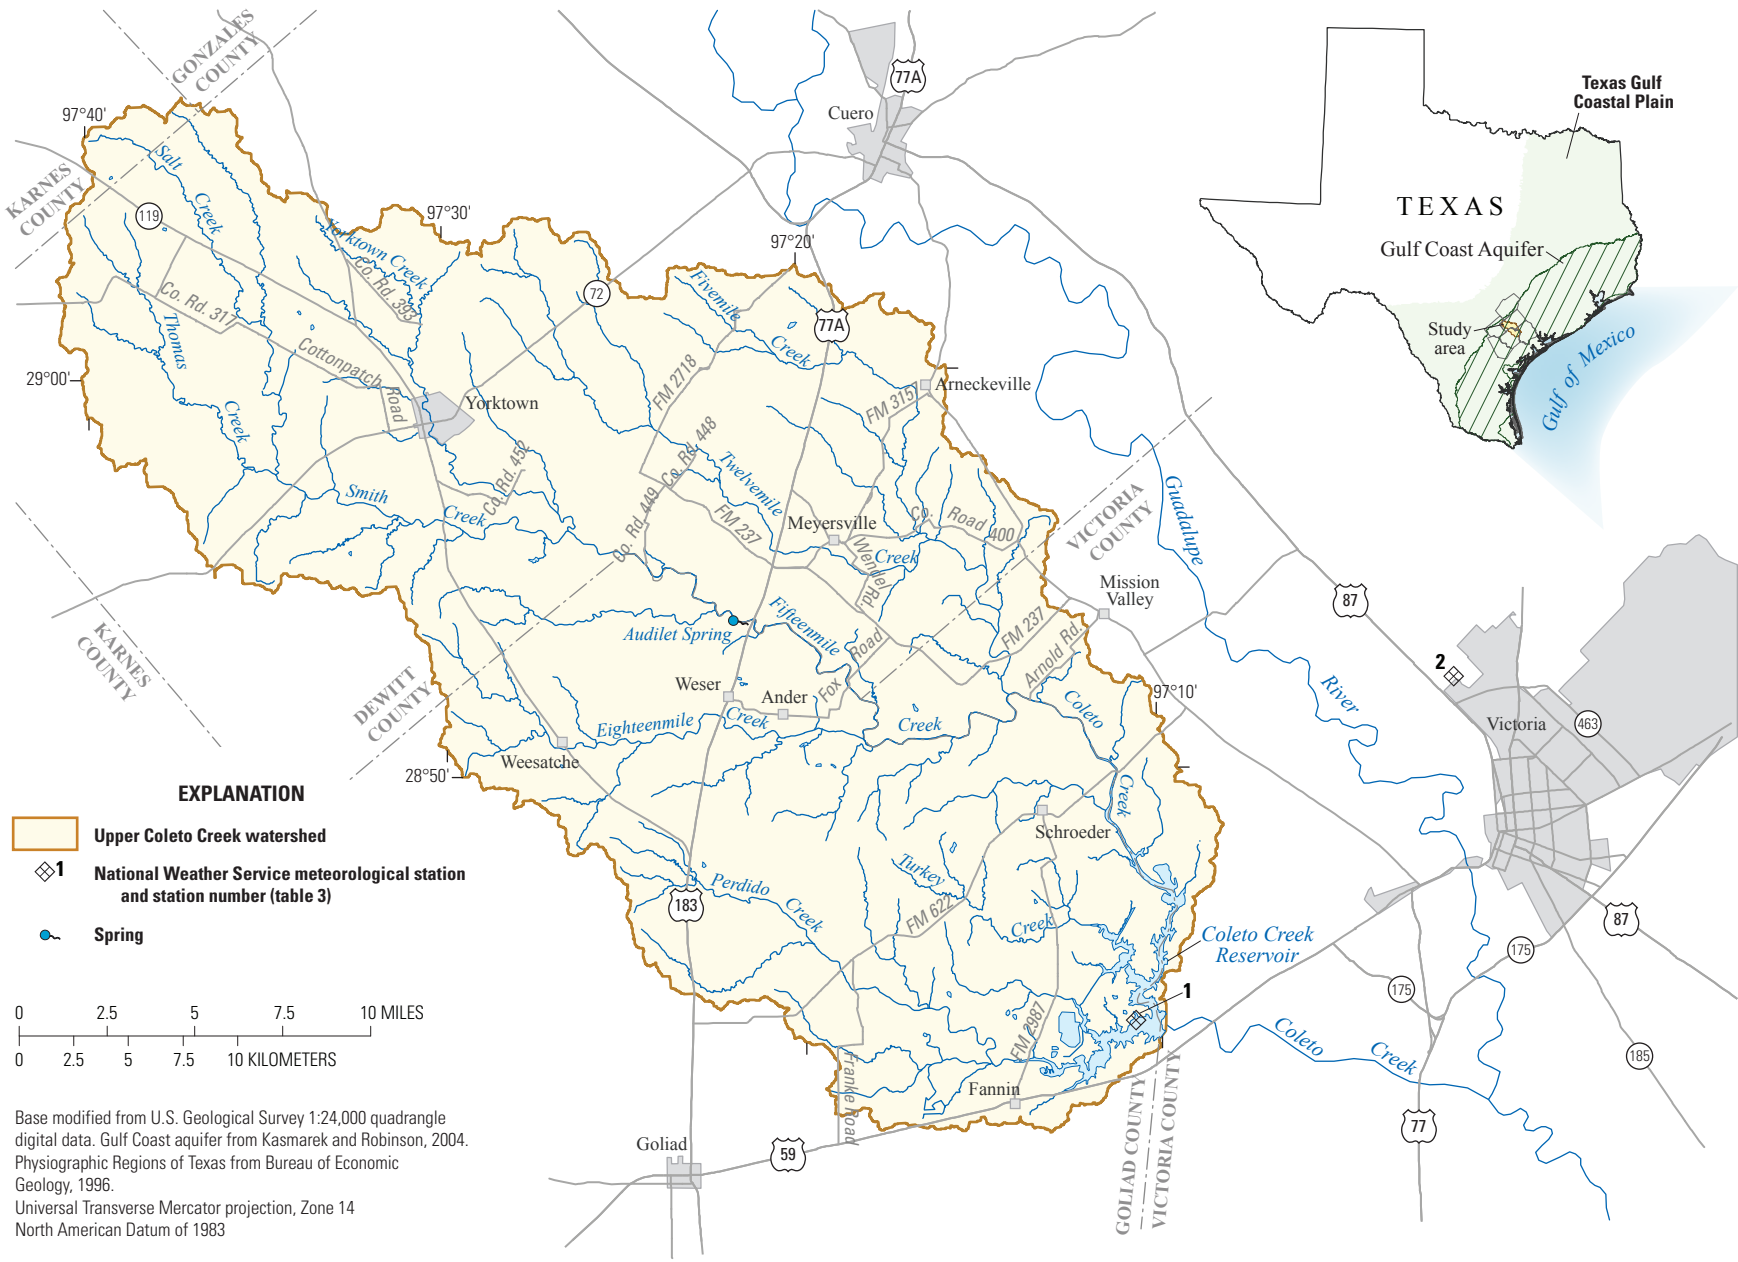 GONZALES
COUNTY
97°40'
KARNES
COUNTY
Salt
Creek
119
Yorktown Creek
97°30'
Co. Rd. 393
Co. Rd. 317
Thomas
Creek
Cottonpatch
Road
29°00'
Yorktown
72
Cuero
77A
97°20'
Fivemile
Creek
77A
FM 2718
Arneckeville
FM 3157
Co. Rd. 448
Co. Rd. 452
Co. Rd. 449
Twelvemile
Creek
FM 237
Meyersville
Wendel
Rd.
Co.
Road
400
Smith
Creek
VICTORIA
COUNTY
Guadalupe
River
Mission
Valley
87
Audilet Spring
Fifteenmile
Creek
Road
Fox
FM 237
Arnold Rd.
KARNES
COUNTY
DEWITT
COUNTY
Weser
Ander
Eighteenmile
Creek
Coleto
Creek
97°10'
Weesatche
28°50'
2
Victoria
463
Schroeder
Turkey
Creek
Perdido
Creek
183
FM 622
Coleto Creek
Reservoir
1
FM 2987
87
175
175
185
Coleto
Creek
77
Franke Road
Fannin
Goliad
59
GOLIAD COUNTY
VICTORIA COUNTY
Texas Gulf
Coastal Plain
TEXAS
Gulf Coast Aquifer
Study
area
Gulf of Mexico
EXPLANATION
Upper Coleto Creek watershed
1
National Weather Service meteorological station
and station number (table 3)
Spring
0 2.5 5 7.5 10 MILES
0 2.5 5 7.5 10 KILOMETERS
Base modified from U.S. Geological Survey 1:24,000 quadrangle
digital data. Gulf Coast aquifer from Kasmarek and Robinson, 2004.
Physiographic Regions of Texas from Bureau of Economic
Geology, 1996.
Universal Transverse Mercator projection, Zone 14
North American Datum of 1983